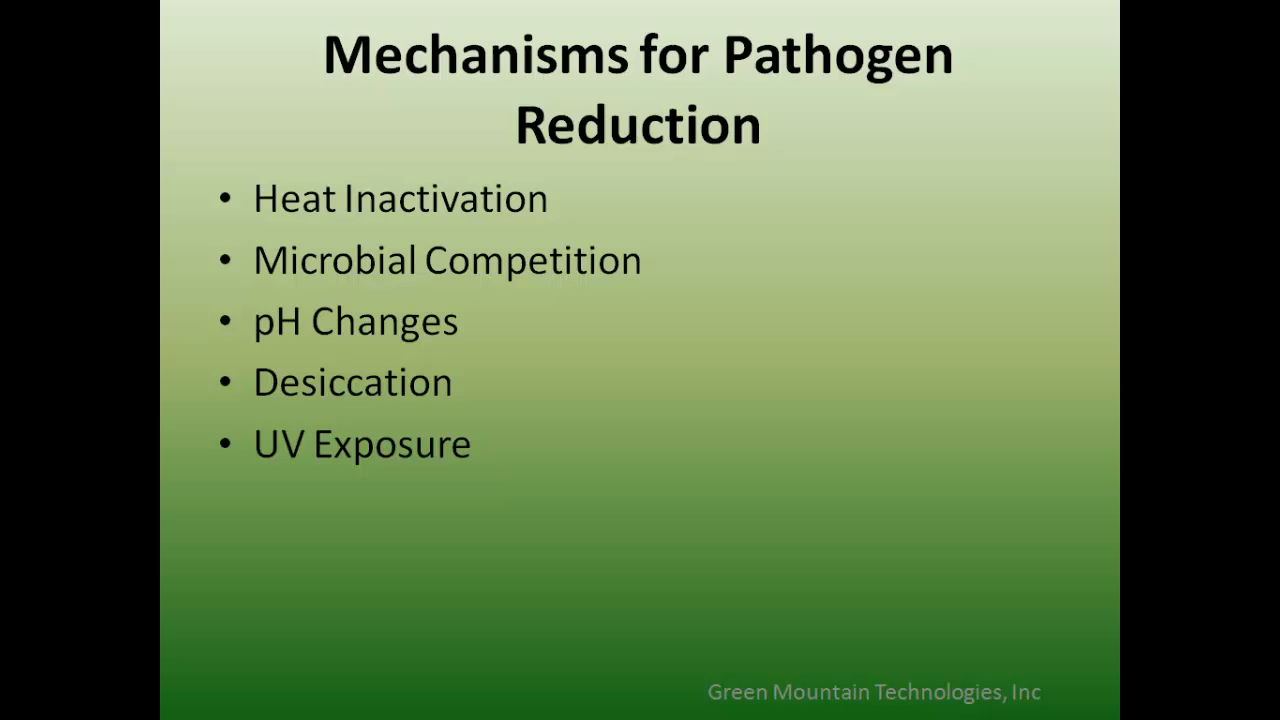 Mechanisms for Pathogen
Reduction
• Heat Inactivation
• Microbial Competition
• pH Changes
• Desiccation
• UV Exposure
Green Mountain Technologies, Inc